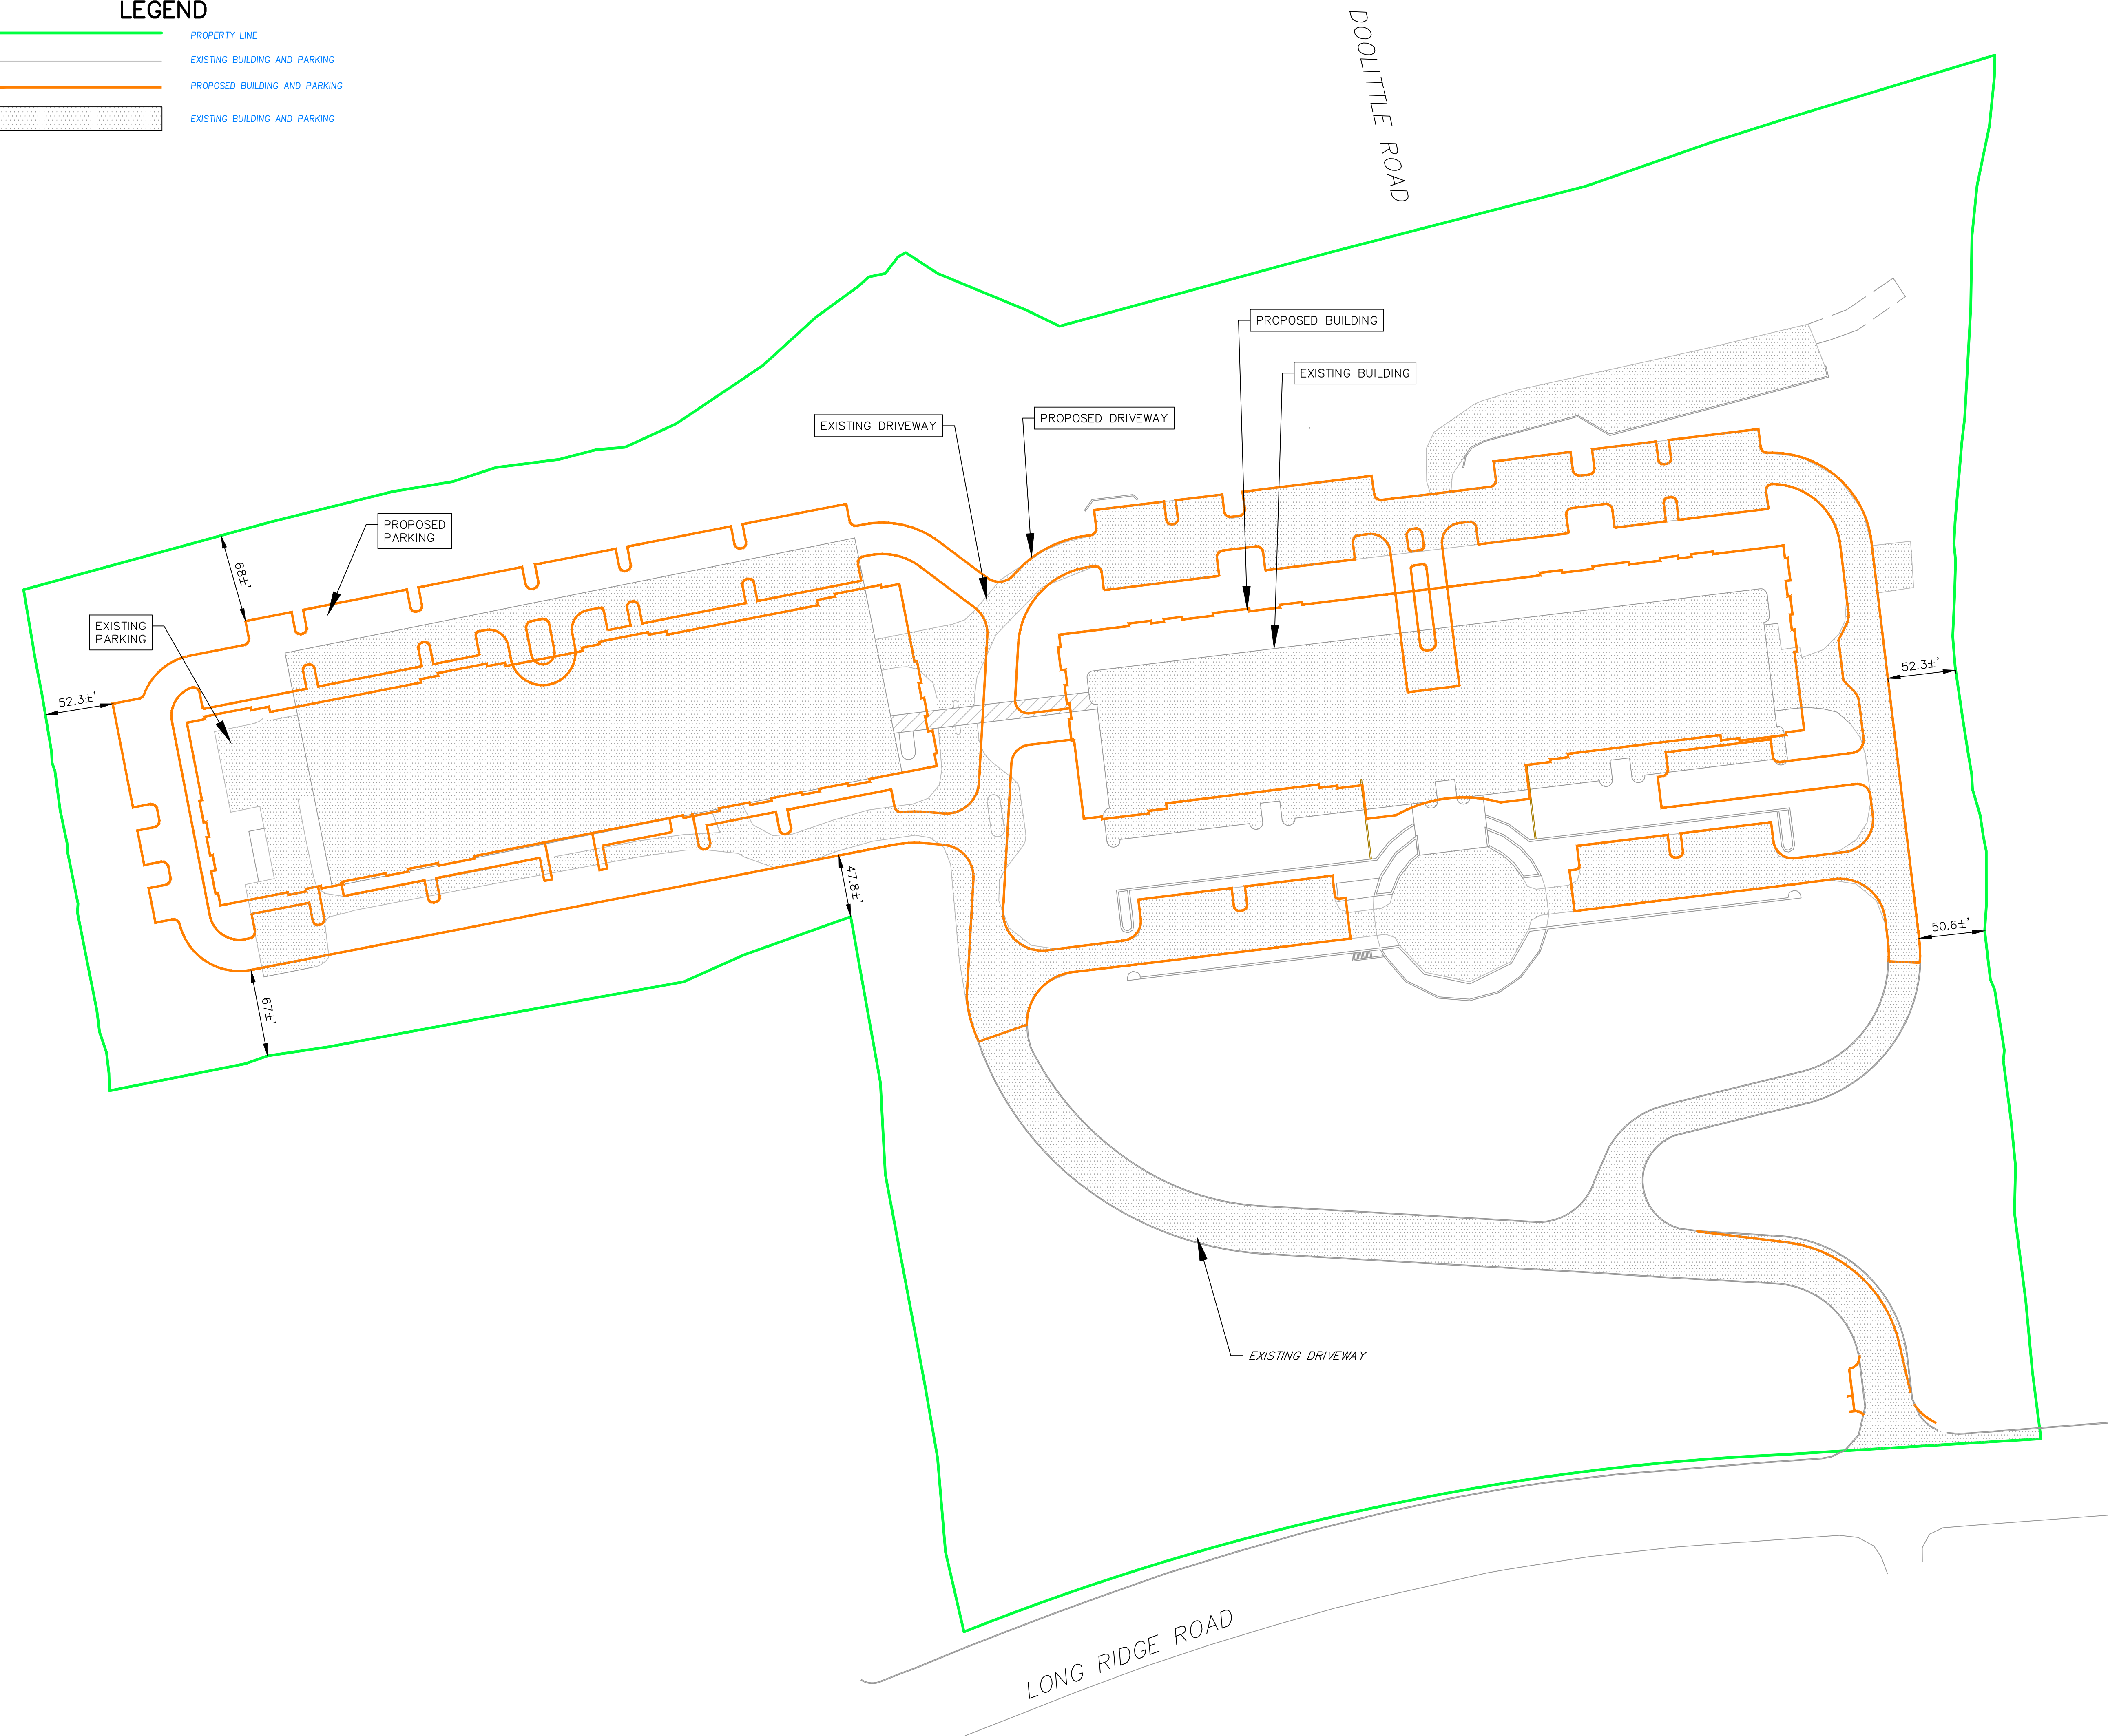 LEGEND
PROPERTY LINE
EXISTING BUILDING AND PARKING
PROPOSED BUILDING AND PARKING
EXISTING BUILDING AND PARKING
DOOLITTLE ROAD
PROPOSED BUILDING
EXISTING BUILDING
EXISTING DRIVEWAY
PROPOSED DRIVEWAY
PROPOSED
PARKING
68±'
EXISTING
PARKING
52.3±'
52.3±'
47.8±'
50.6±'
67±'
EXISTING DRIVEWAY
LONG RIDGE ROAD